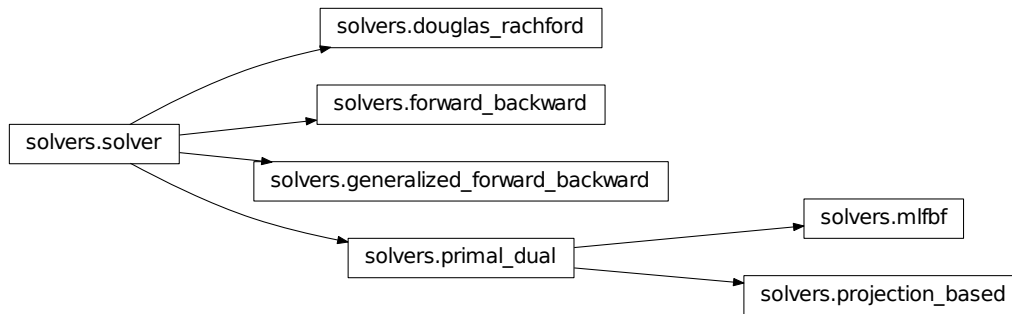 solvers.douglas_rachford
solvers.forward_backward
solvers.solver
solvers.generalized_forward_backward
solvers.mlfbf
solvers.primal_dual
solvers.projection_based